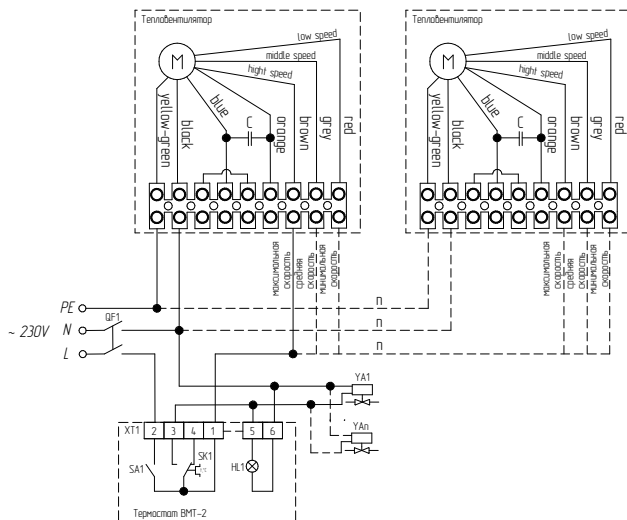 Тепловентилятор
Тепловентилятор
low speed
low speed
middle speed
middle speed
hight speed
hight speed
M
M
yellow-green
black
blue
C
orange
brown
grey
red
yellow-green
black
blue
C
orange
brown
grey
red
максимальная скорость
средняя скорость
минимальная скорость
максимальная скорость
средняя скорость
минимальная скорость
PE
n
QF1
~ 230V
N
n
L
n
YA1
XT1
2
3
4
1
5
6
YAn
SA1
SK1
t°C
HL1
Термостат ВМТ-2